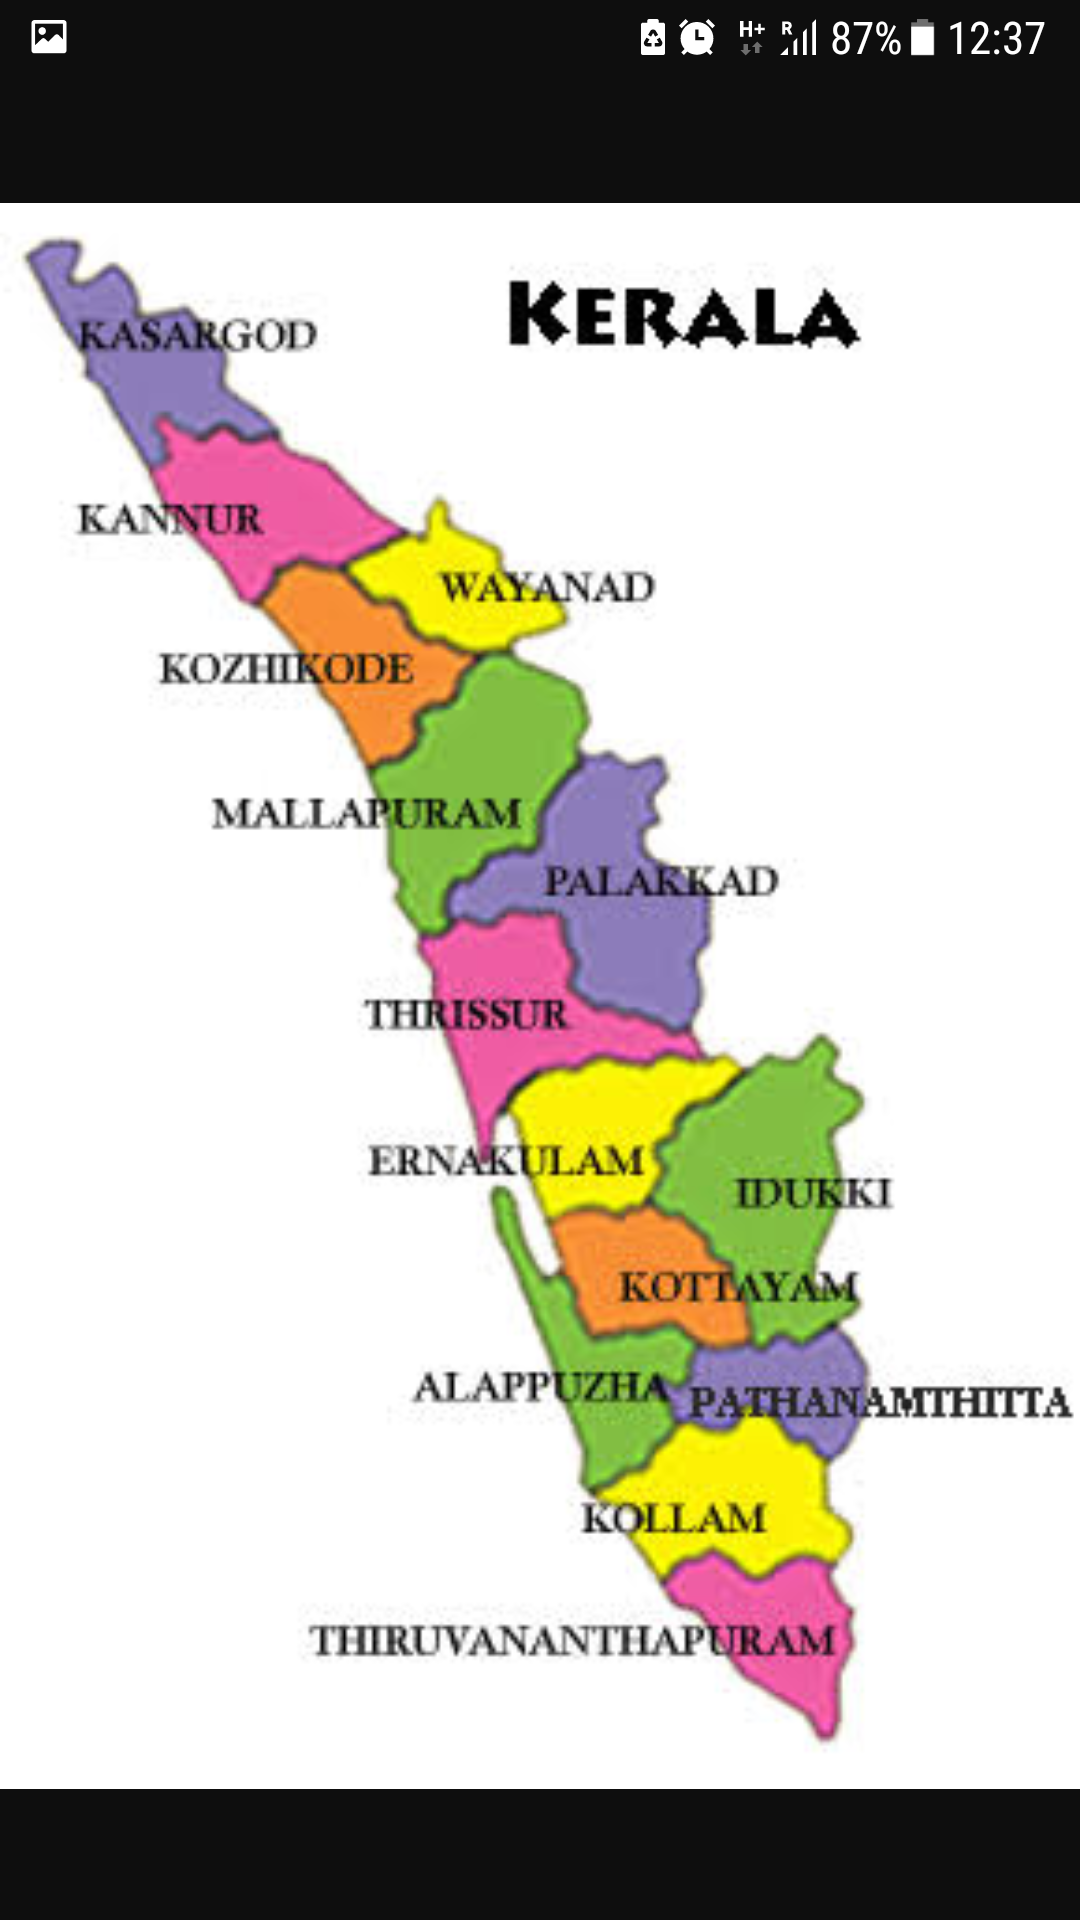 H+ R 87% 12:37
KERALA
KASARGOD
KANNUR
WAYANAD
KOZHIKODE
MALLAPURAM
PALAKKAD
THRISSUR
ERNAKULAM
IDUKKI
KOTTAYAM
ALAPPUZHA
PATHANAMTHITTA
KOLLAM
THIRUVANANTHAPURAM